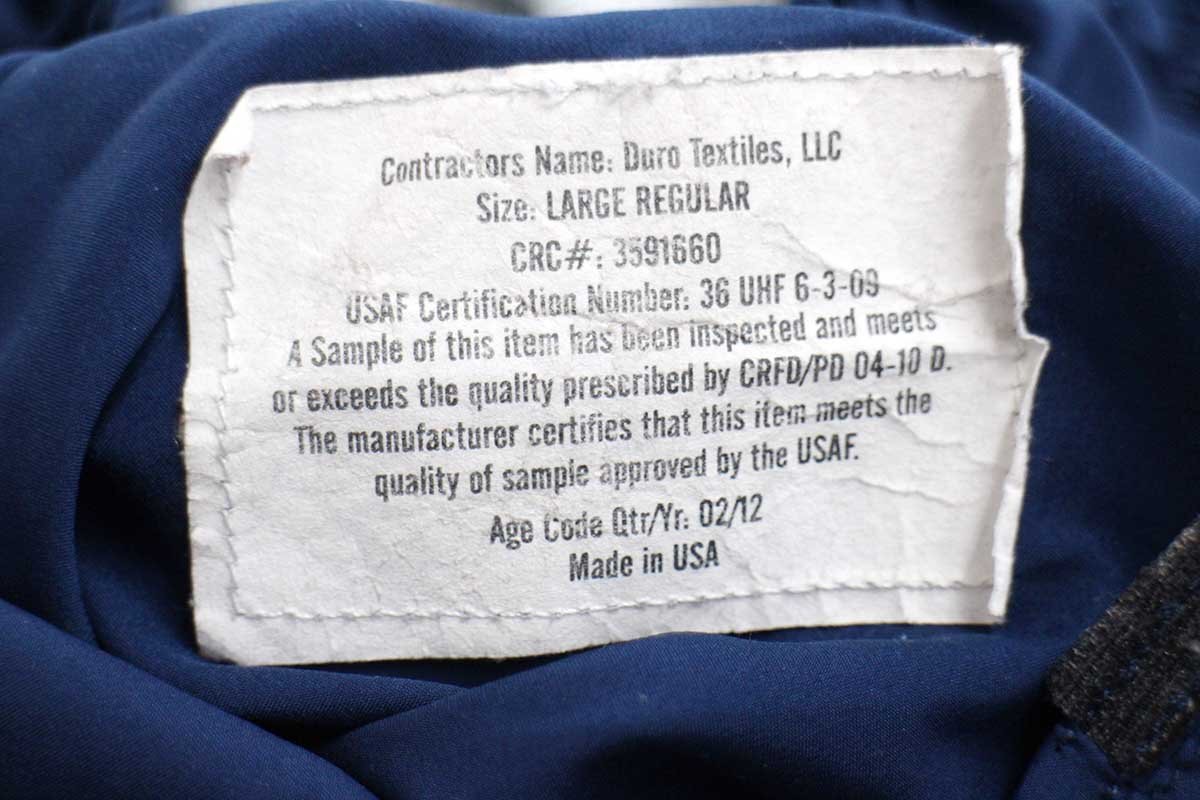 Contractors Name: Duro Textiles, LLC
Size: LARGE REGULAR
CRC#: 3591660
USAF Certification Number: 36 UHF 6-3-09
A Sample of this item has been inspected and meets
or exceeds the quality prescribed by CRFD/PD 04-10 D.
The manufacturer certifies that this item meets the
quality of sample approved by the USAF.
Age Code Qtr/Yr: 02/12
Made in USA